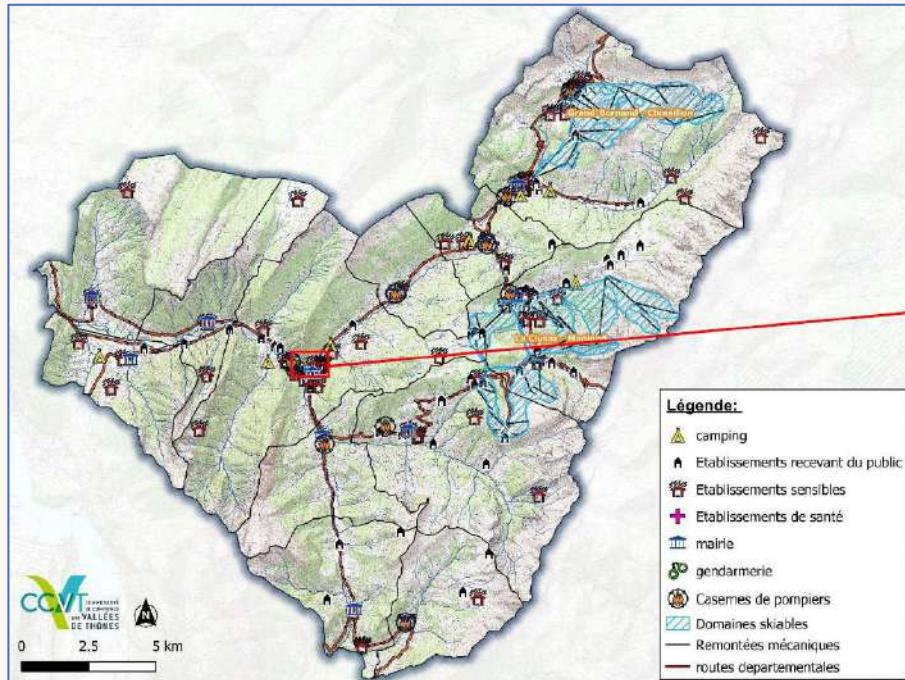 Grand Bornand - Chinaillon
La Clusaz - Manigod
Légende:
camping
Etablissements recevant du public
Etablissements sensibles
Etablissements de santé
mairie
gendarmerie
Casernes de pompiers
Domaines skiables
Remontées mécaniques
routes departementales
CCVT
VALLÉES
DE THÔNES
N
0 2.5 5 km